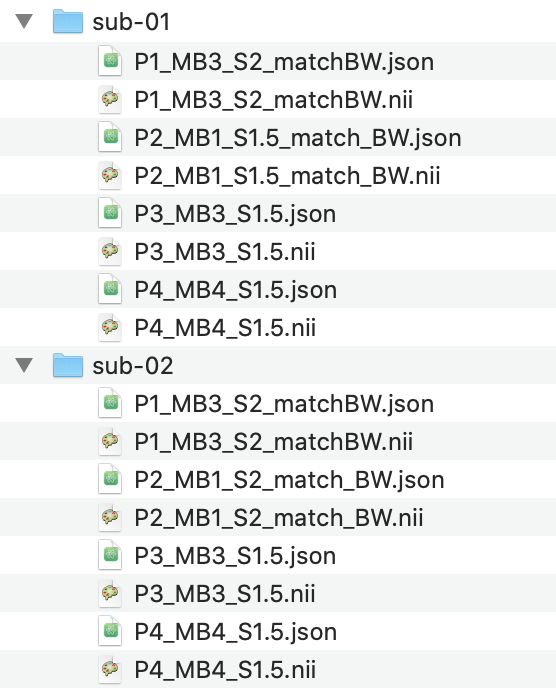 sub-01
P1_MB3_S2_matchBW.json
P1_MB3_S2_matchBW.nii
P2_MB1_S1.5_match_BW.json
P2_MB1_S1.5_match_BW.nii
P3_MB3_S1.5.json
P3_MB3_S1.5.nii
P4_MB4_S1.5.json
P4_MB4_S1.5.nii
sub-02
P1_MB3_S2_matchBW.json
P1_MB3_S2_matchBW.nii
P2_MB1_S2_match_BW.json
P2_MB1_S2_match_BW.nii
P3_MB3_S1.5.json
P3_MB3_S1.5.nii
P4_MB4_S1.5.json
P4_MB4_S1.5.nii